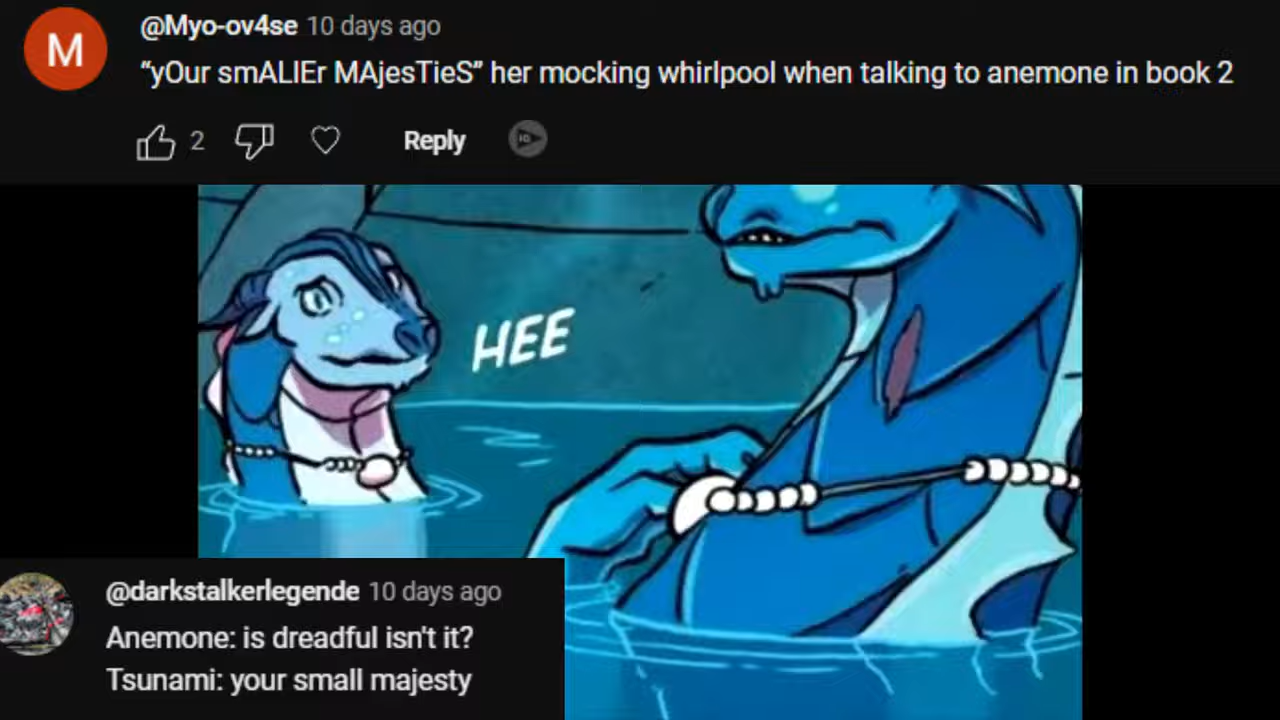 M
@Myo-ov4se 10 days ago
“yOur smALlEr MAjesTieS” her mocking whirlpool when talking to anemone in book 2
2
Reply
HEE
@darkstalkerlegende 10 days ago
Anemone: is dreadful isn't it?
Tsunami: your small majesty